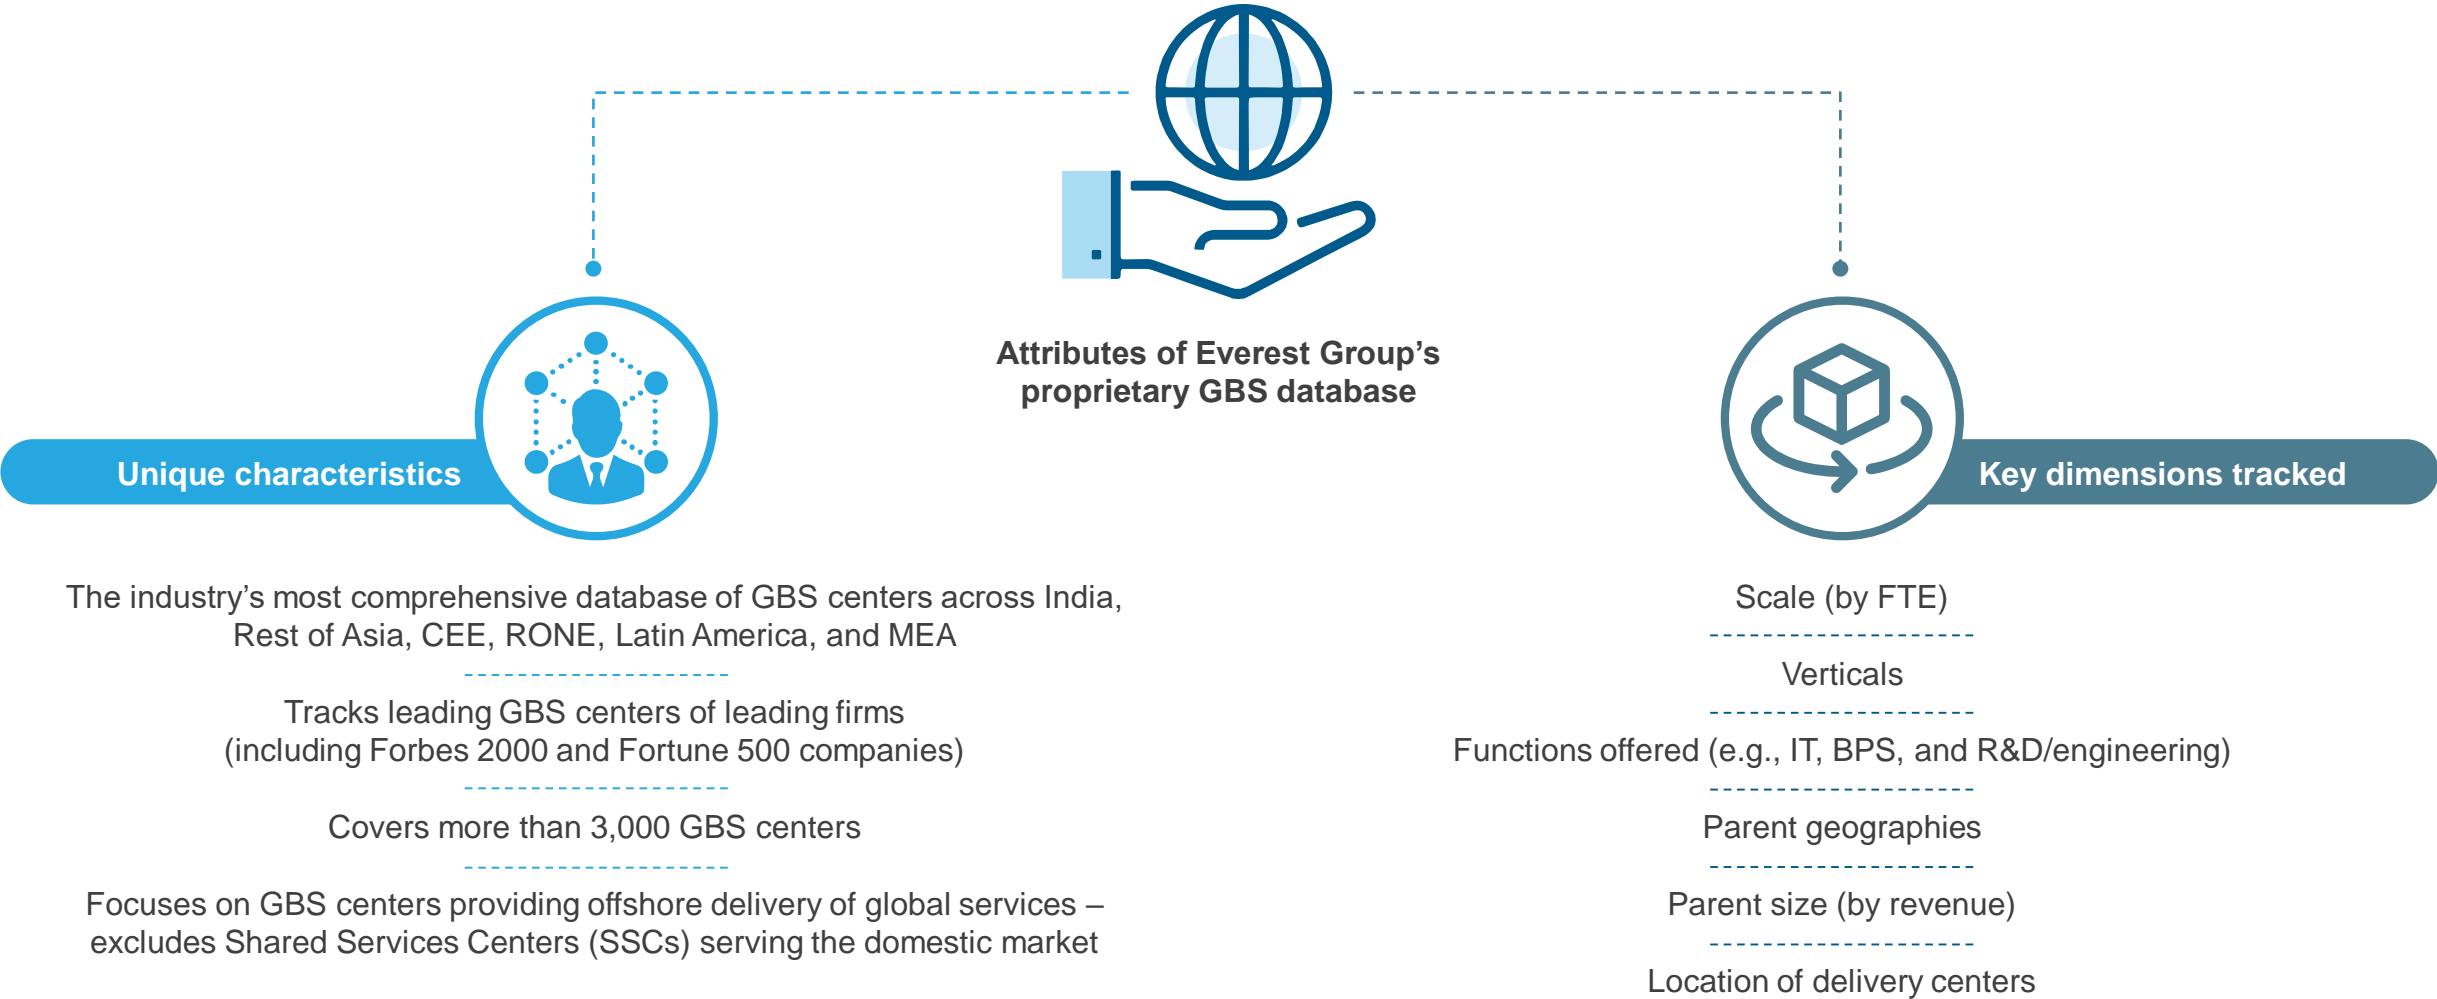 Attributes of Everest Group’s
proprietary GBS database
Unique characteristics
The industry’s most comprehensive database of GBS centers across India,
Rest of Asia, CEE, RONE, Latin America, and MEA
Tracks leading GBS centers of leading firms
(including Forbes 2000 and Fortune 500 companies)
Covers more than 3,000 GBS centers
Focuses on GBS centers providing offshore delivery of global services –
excludes Shared Services Centers (SSCs) serving the domestic market
Key dimensions tracked
Scale (by FTE)
Verticals
Functions offered (e.g., IT, BPS, and R&D/engineering)
Parent geographies
Parent size (by revenue)
Location of delivery centers